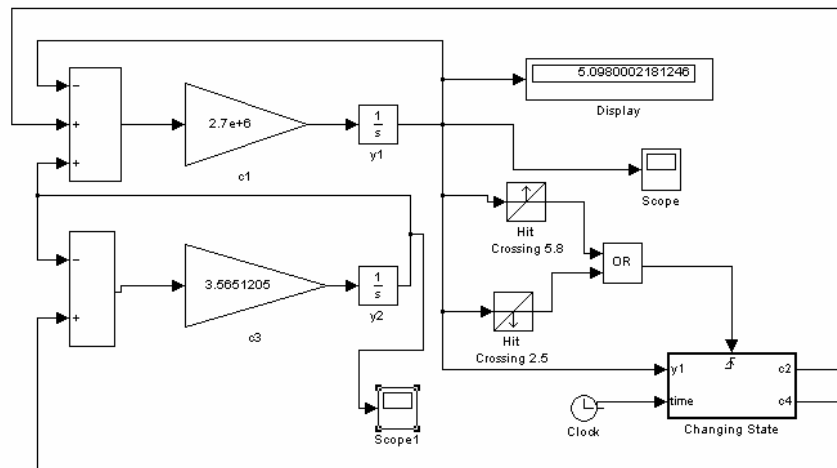 5.0980002181246
Display
−
+
+
2.7e+6
c1
1
s
y1
Scope
Hit
Crossing 5.8
OR
−
+
3.5651205
c3
1
s
y2
Hit
Crossing 2.5
Scope1
Clock
y1
time
c2
c4
Changing State